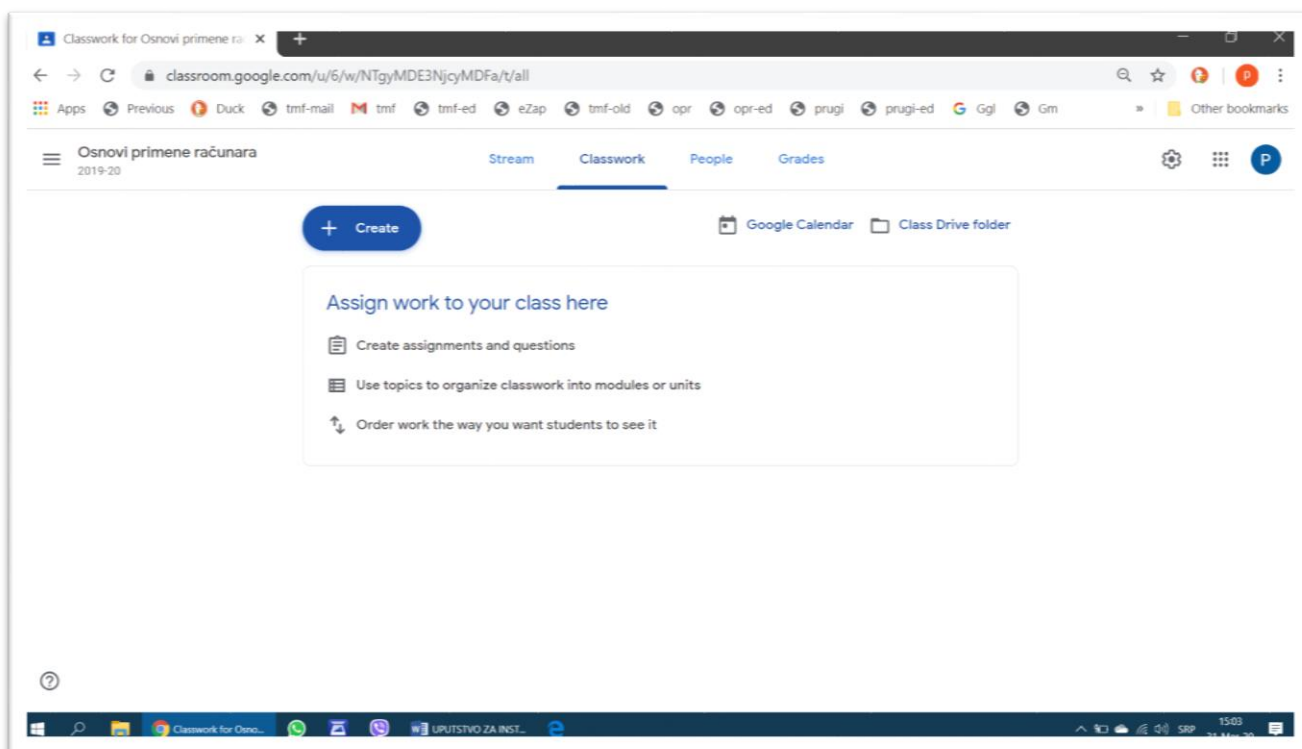 Classwork for Osnovi primene ra
classroom.google.com/u/6/w/NTgyMDE3NjcyMDFa/t/all
Apps Previous Duck tmf-mail tmf tmf-ed eZap tmf-old opr opr-ed prugi prugi-ed Ggl Gm » Other bookmarks
Osnovi primene računara
2019-20
Stream Classwork People Grades
P
+ Create
Google Calendar Class Drive folder
Assign work to your class here
Create assignments and questions
Use topics to organize classwork into modules or units
Order work the way you want students to see it
Classwork for Osno... UPUTSTVO ZA INST... SRP 15:03